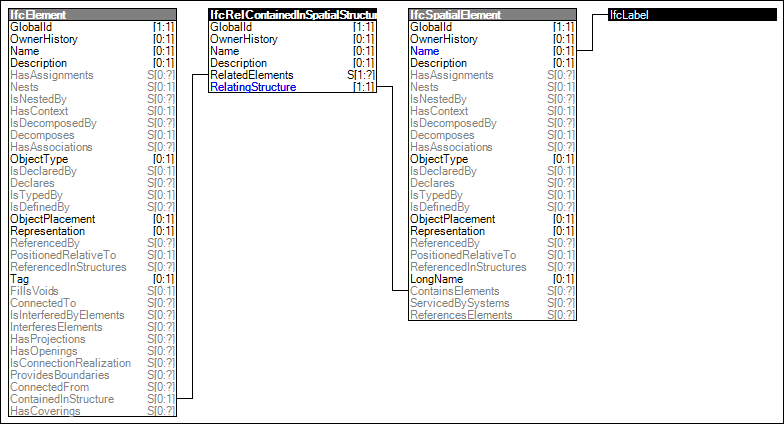 IfcElement
GlobalId [1:1]
OwnerHistory [0:1]
Name [0:1]
Description [0:1]
HasAssignments S[0:?]
Nests S[0:1]
IsNestedBy S[0:?]
HasContext S[0:1]
IsDecomposedBy S[0:?]
Decomposes S[0:1]
HasAssociations S[0:?]
ObjectType [0:1]
IsDeclaredBy S[0:1]
Declares S[0:?]
IsTypedBy S[0:1]
IsDefinedBy S[0:?]
ObjectPlacement [0:1]
Representation [0:1]
ReferencedBy S[0:?]
PositionedRelativeTo S[0:1]
ReferencedInStructures S[0:?]
Tag [0:1]
FillsVoids S[0:1]
ConnectedTo S[0:?]
IsInterferedByElements S[0:?]
InterferesElements S[0:?]
HasProjections S[0:?]
HasOpenings S[0:?]
IsConnectionRealization S[0:?]
ProvidesBoundaries S[0:?]
ConnectedFrom S[0:?]
ContainedInStructure S[0:1]
HasCoverings S[0:?]
IfcRelContainedInSpatialStructur
GlobalId [1:1]
OwnerHistory [0:1]
Name [0:1]
Description [0:1]
RelatedElements S[1:?]
RelatingStructure [1:1]
IfcSpatialElement
GlobalId [1:1]
OwnerHistory [0:1]
Name [0:1]
Description [0:1]
HasAssignments S[0:?]
Nests S[0:1]
IsNestedBy S[0:?]
HasContext S[0:1]
IsDecomposedBy S[0:?]
Decomposes S[0:1]
HasAssociations S[0:?]
ObjectType [0:1]
IsDeclaredBy S[0:1]
Declares S[0:?]
IsTypedBy S[0:1]
IsDefinedBy S[0:?]
ObjectPlacement [0:1]
Representation [0:1]
ReferencedBy S[0:?]
PositionedRelativeTo S[0:1]
ReferencedInStructures S[0:?]
LongName [0:1]
ContainsElements S[0:?]
ServicedBySystems S[0:?]
ReferencesElements S[0:?]
IfcLabel